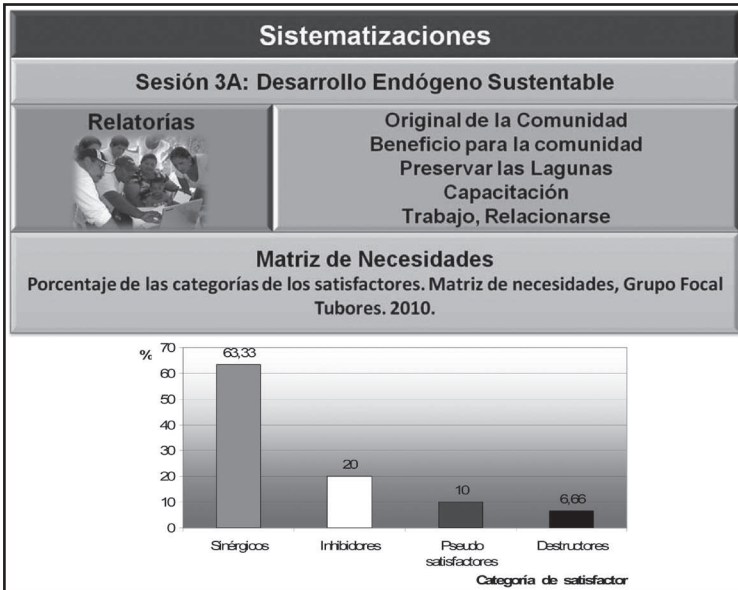 Sistematizaciones
Sesión 3A: Desarrollo Endógeno Sustentable
Relatorías
Original de la Comunidad
Beneficio para la comunidad
Preservar las Lagunas
Capacitación
Trabajo, Relacionarse
Matriz de Necesidades
Porcentaje de las categorías de los satisfactores. Matriz de necesidades, Grupo Focal
Tubores. 2010.
%
70
60
50
40
30
20
10
0
63,33
20
10
6,66
Sinérgicos
Inhibidores
Pseudo
satisfactores
Destructores
Categoría de satisfactor